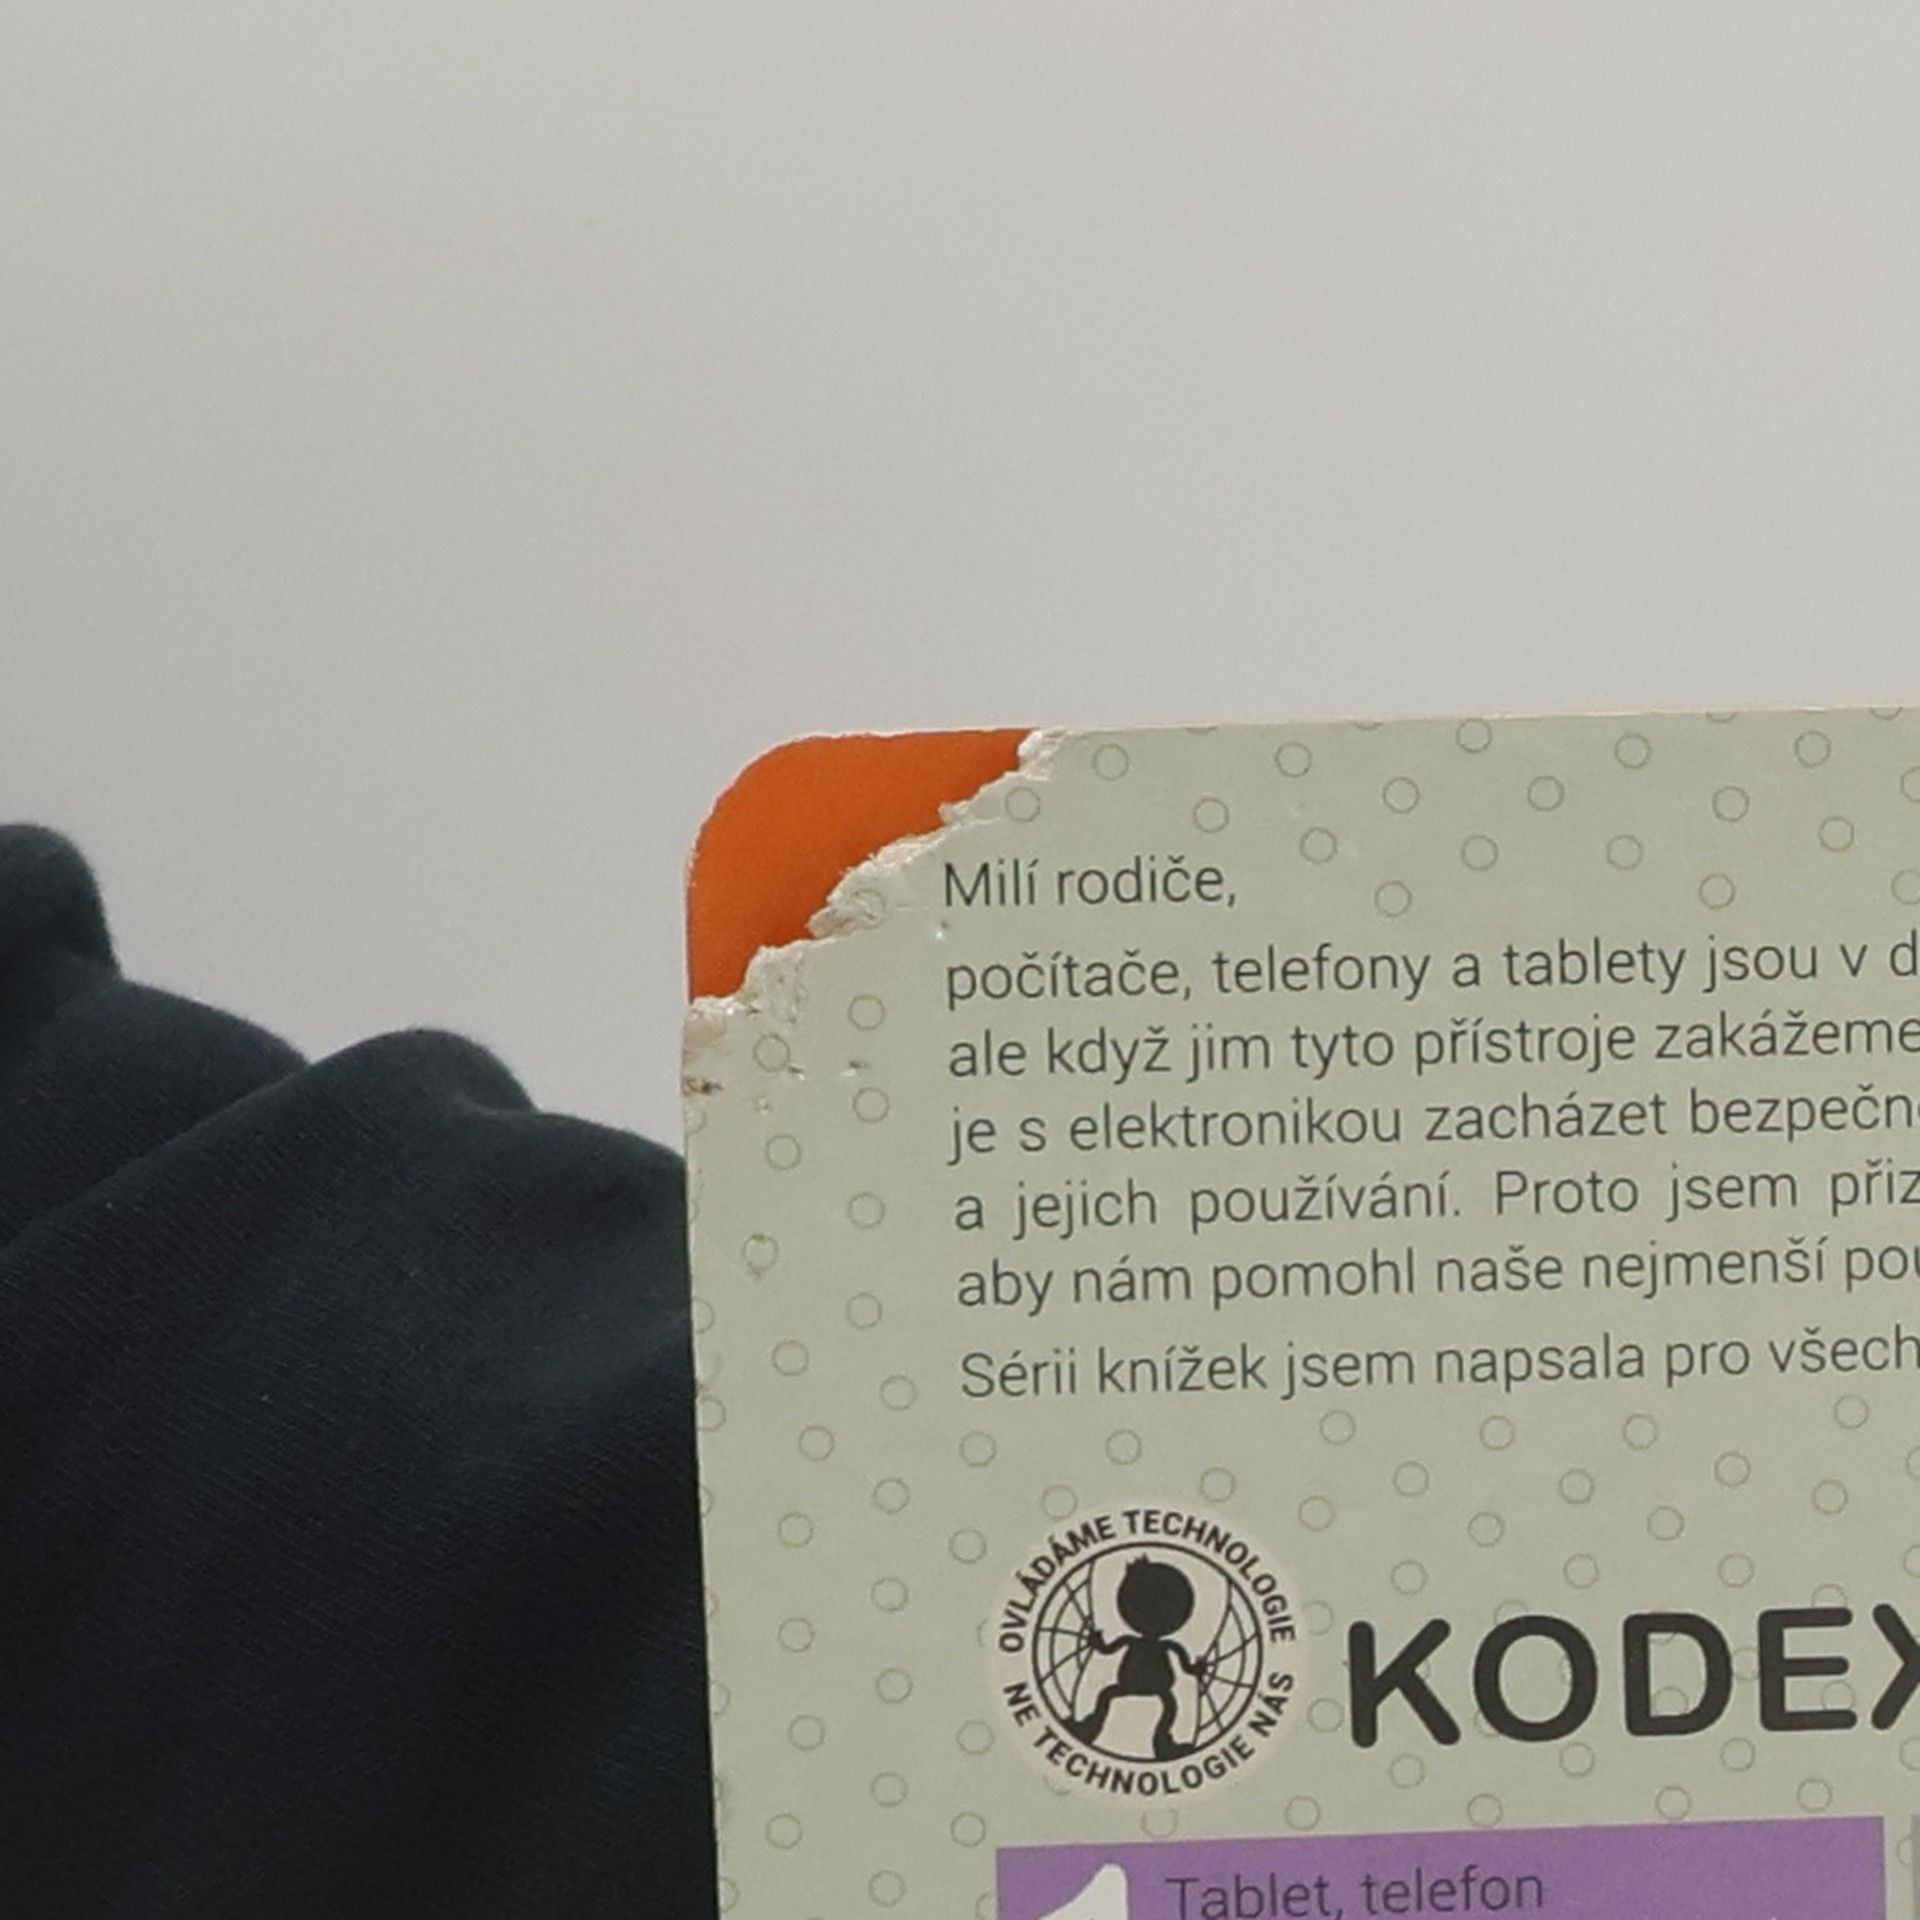 Milí rodiče,
počítače, telefony a tablety jsou v
ale když jim tyto přístroje zakážeme
je s elektronikou zacházet
a jejich používání. Proto jsem
aby nám pomohl naše nejmenší
Sérii knížek jsem napsala pro
OVLÁDÁME TECHNOLOGIE
NE TECHNOLOGIE NÁS
KODEX
1 Tablet, telefon